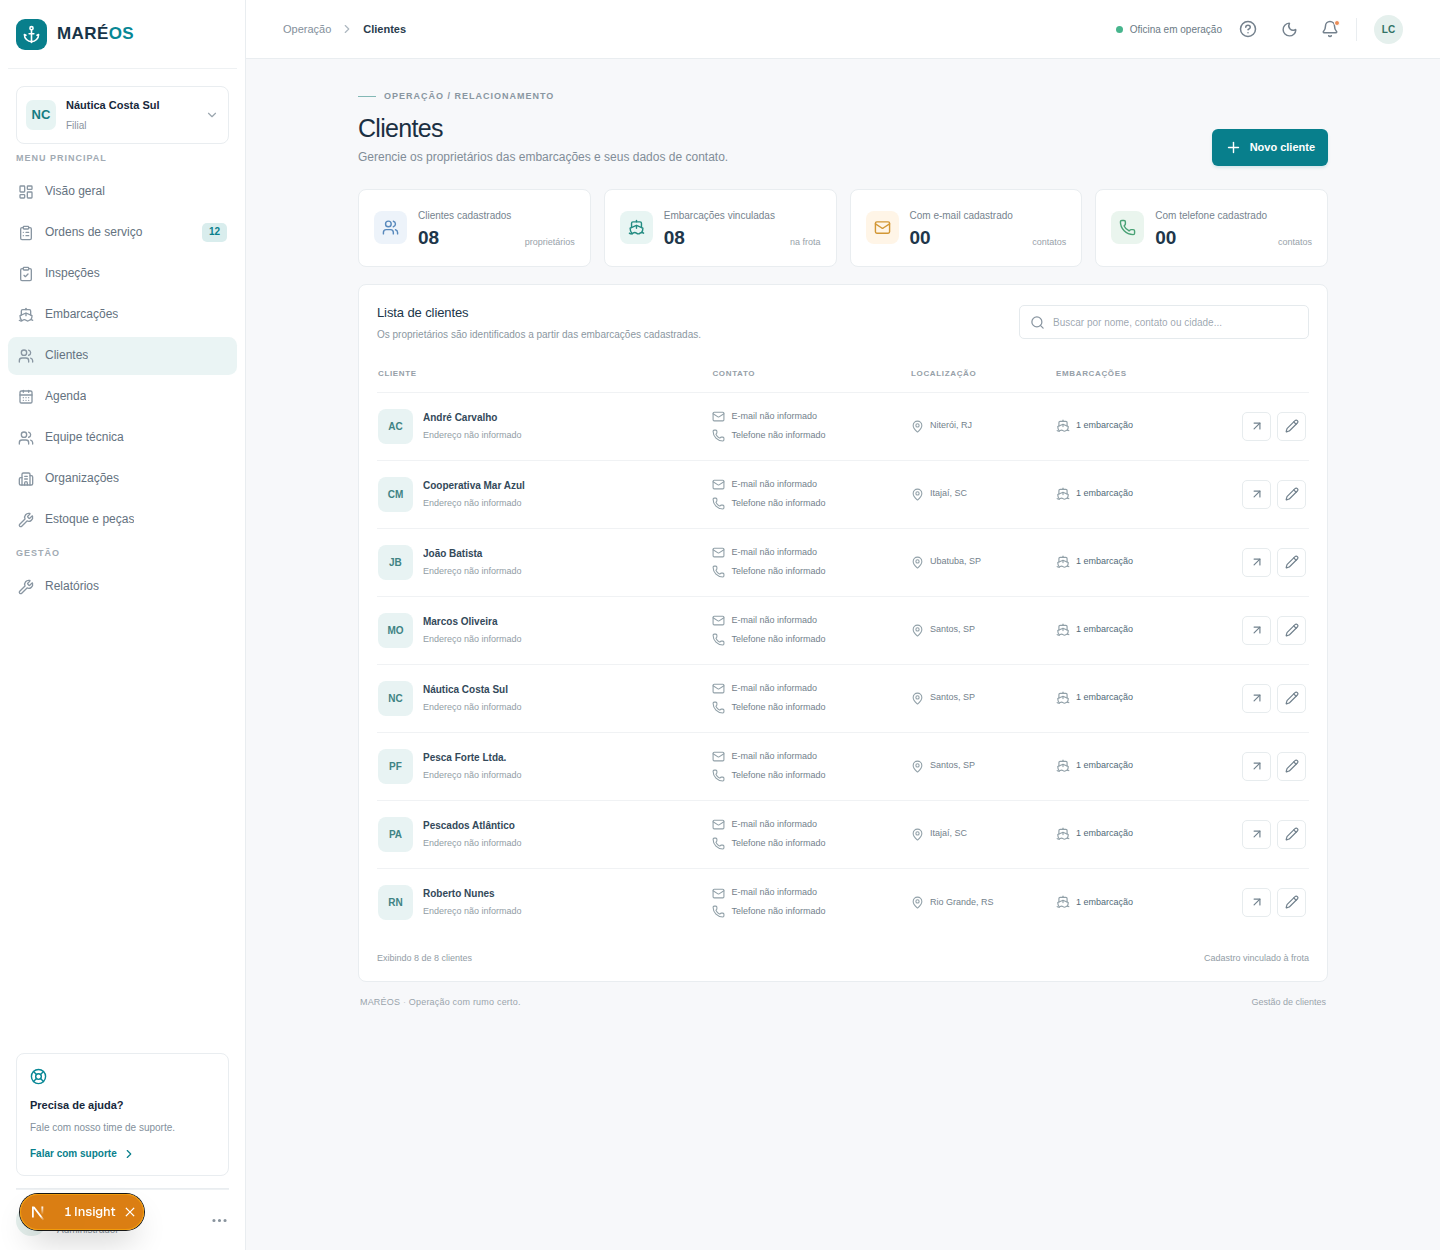 MARÉOS
Operação
Clientes
Oficina em operação
LC
NC
Náutica Costa Sul
Filial
MENU PRINCIPAL
Visão geral
Ordens de serviço
12
Inspeções
Embarcações
Clientes
Agenda
Equipe técnica
Organizações
Estoque e peças
GESTÃO
Relatórios
Precisa de ajuda?
Fale com nosso time de suporte.
Falar com suporte
1 Insight
OPERAÇÃO / RELACIONAMENTO
Clientes
Gerencie os proprietários das embarcações e seus dados de contato.
Novo cliente
Clientes cadastrados
08
proprietários
Embarcações vinculadas
08
na frota
Com e-mail cadastrado
00
contatos
Com telefone cadastrado
00
contatos
Lista de clientes
Os proprietários são identificados a partir das embarcações cadastradas.
Buscar por nome, contato ou cidade...
CLIENTE CONTATO LOCALIZAÇÃO EMBARCAÇÕES
AC
André Carvalho
Endereço não informado
E-mail não informado
Telefone não informado
Niterói, RJ
1 embarcação
CM
Cooperativa Mar Azul
Endereço não informado
E-mail não informado
Telefone não informado
Itajaí, SC
1 embarcação
JB
João Batista
Endereço não informado
E-mail não informado
Telefone não informado
Ubatuba, SP
1 embarcação
MO
Marcos Oliveira
Endereço não informado
E-mail não informado
Telefone não informado
Santos, SP
1 embarcação
NC
Náutica Costa Sul
Endereço não informado
E-mail não informado
Telefone não informado
Santos, SP
1 embarcação
PF
Pesca Forte Ltda.
Endereço não informado
E-mail não informado
Telefone não informado
Santos, SP
1 embarcação
PA
Pescados Atlântico
Endereço não informado
E-mail não informado
Telefone não informado
Itajaí, SC
1 embarcação
RN
Roberto Nunes
Endereço não informado
E-mail não informado
Telefone não informado
Rio Grande, RS
1 embarcação
Exibindo 8 de 8 clientes
Cadastro vinculado à frota
MARÉOS · Operação com rumo certo.
Gestão de clientes